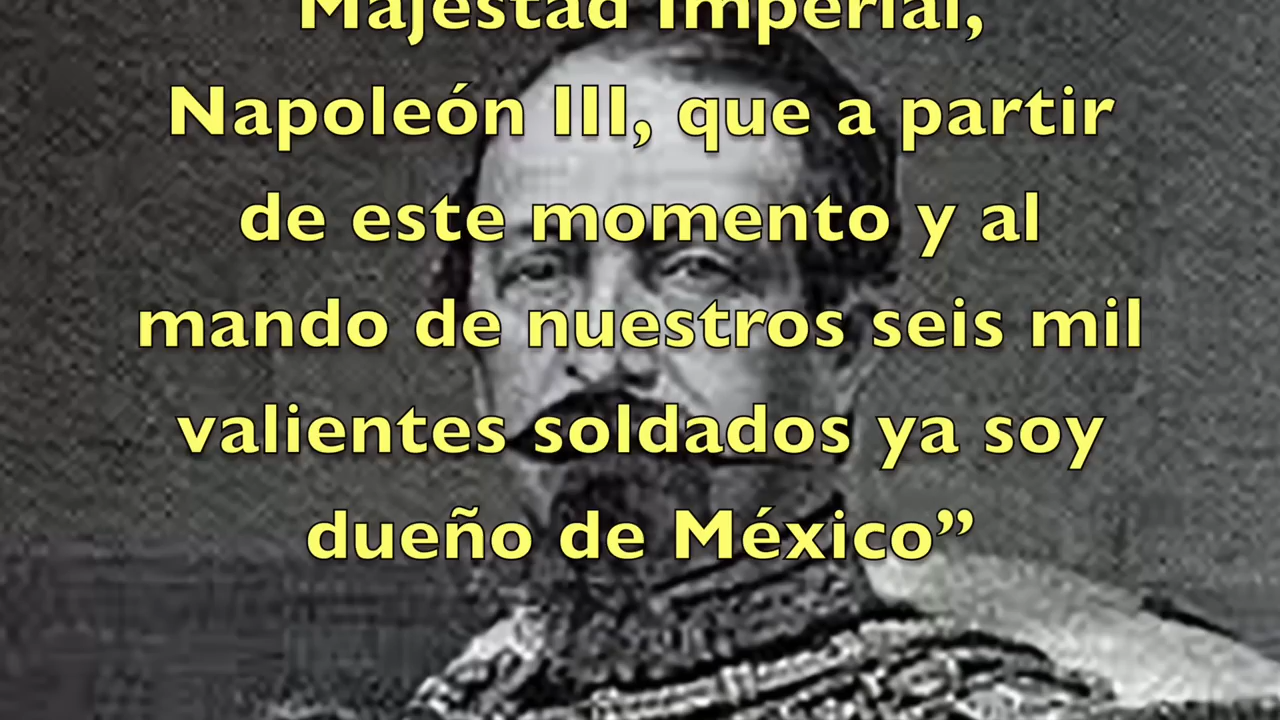 Majestad Imperial,
Napoleón III, que a partir
de este momento y al
mando de nuestros seis mil
valientes soldados ya soy
dueño de México”